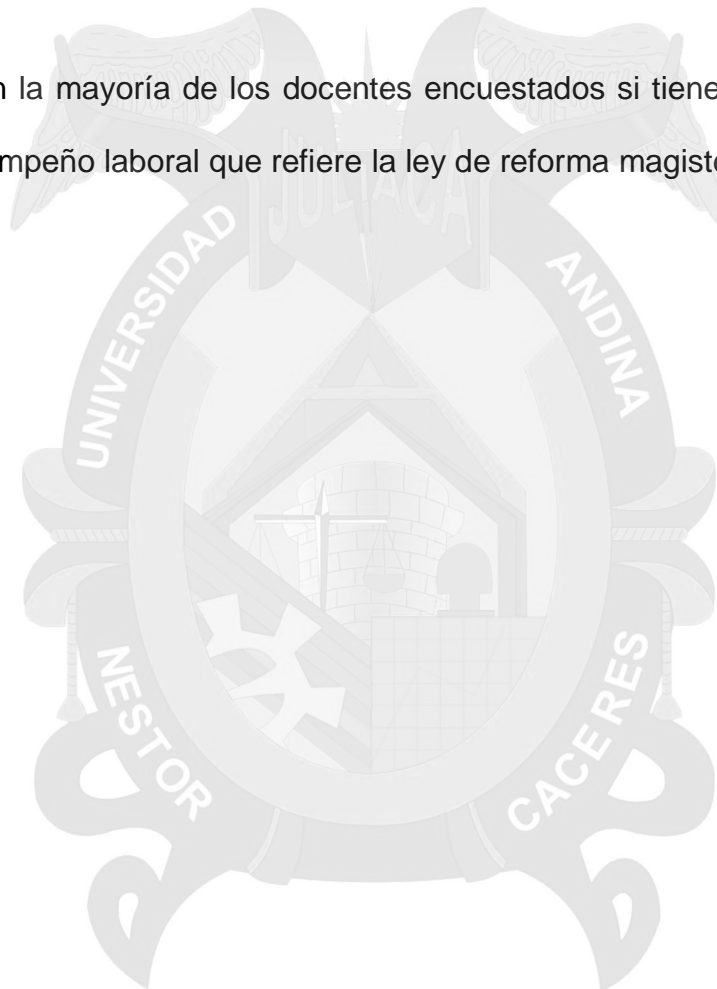 n la mayoría de los docentes encuestados si tiene
mpeño laboral que refiere la ley de reforma magist
JULIACA
UNIVERSIDAD
ANDINA
NESTOR
CACERES